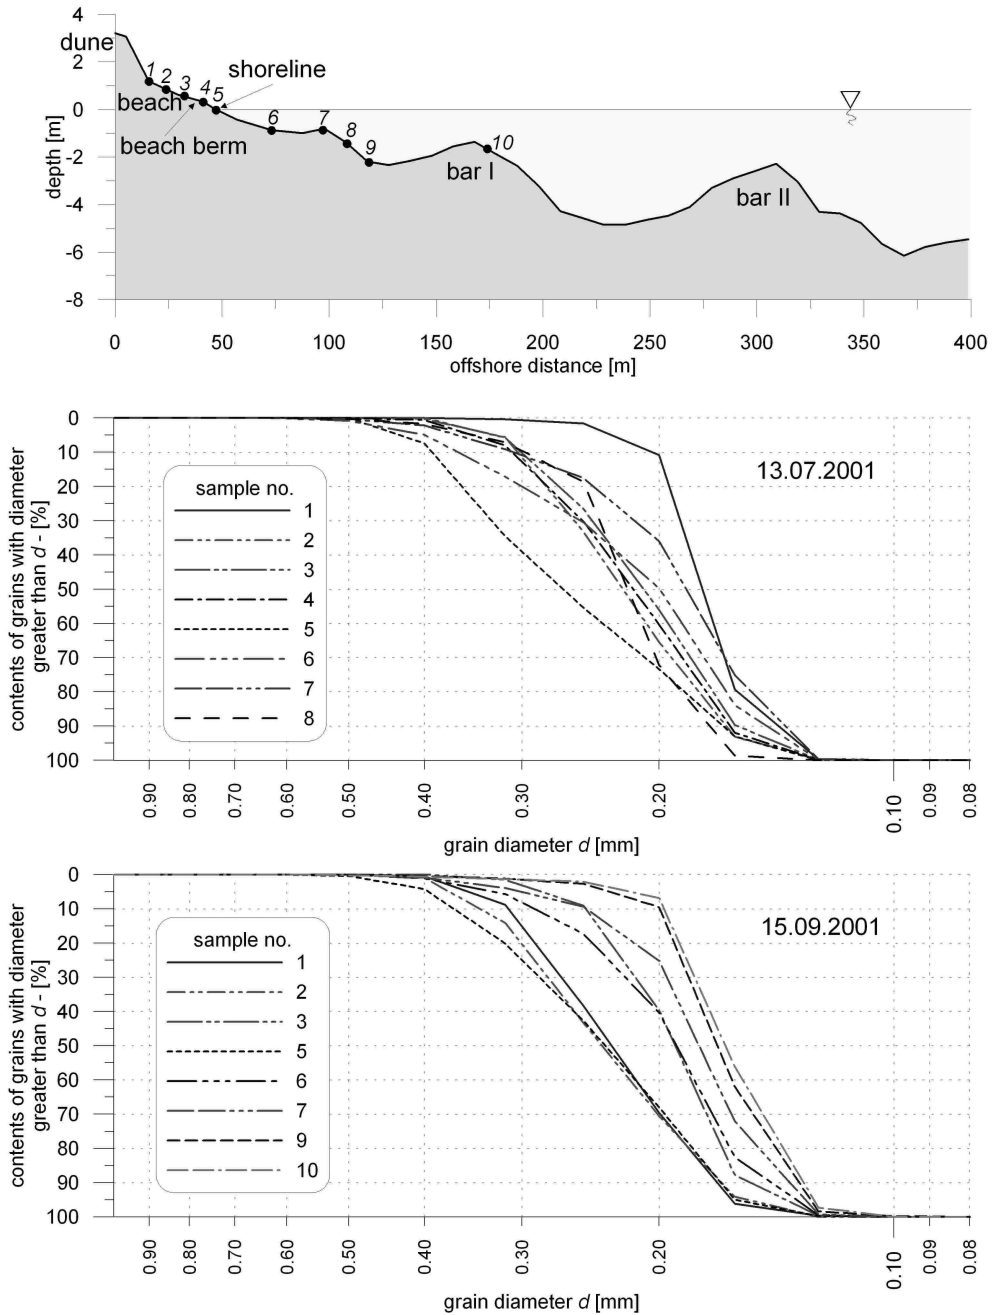 4
2
0
-2
-4
-6
-8
depth [m]
dune
beach
beach berm
shoreline
1 2 3 4 5 6 7 8 9 10
bar I
bar II
0 50 100 150 200 250 300 350 400
offshore distance [m]
contents of grains with diameter
greater than d - [%]
0
10
20
30
40
50
60
70
80
90
100
13.07.2001
sample no.
1
2
3
4
5
6
7
8
0.90 0.80 0.70 0.60 0.50 0.40 0.30 0.20 0.10 0.09 0.08
grain diameter d [mm]
contents of grains with diameter
greater than d - [%]
0
10
20
30
40
50
60
70
80
90
100
15.09.2001
sample no.
1
2
3
5
6
7
9
10
0.90 0.80 0.70 0.60 0.50 0.40 0.30 0.20 0.10 0.09 0.08
grain diameter d [mm]